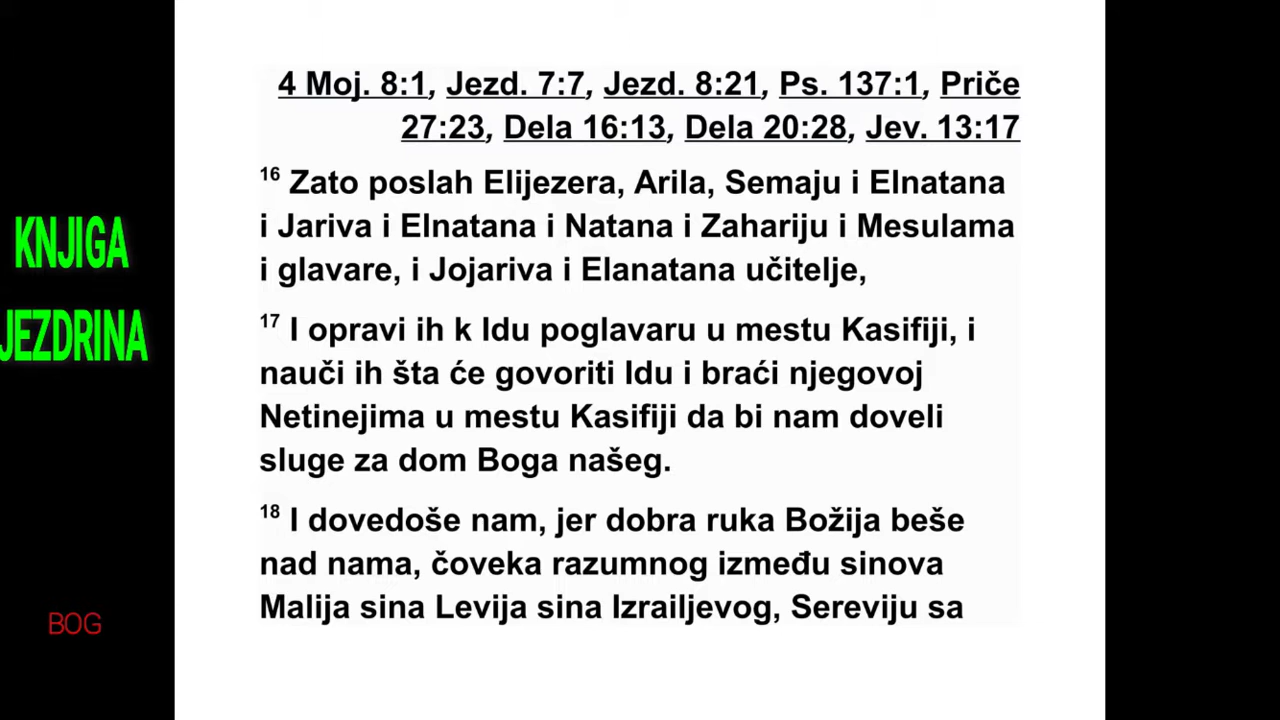 4 Moj. 8:1, Jezd. 7:7, Jezd. 8:21, Ps. 137:1, Priče
27:23, Dela 16:13, Dela 20:28, Jev. 13:17
16 Zato poslah Elijezera, Arila, Semaju i Elnatana
i Jariva i Elnatana i Natana i Zahariju i Mesulama
i glavare, i Jojariva i Elanatana učitelje,
17 I opravi ih k Idu poglavaru u mestu Kasifiji, i
nauči ih šta će govoriti Idu i braći njegovoj
Netinejima u mestu Kasifiji da bi nam doveli
sluge za dom Boga našeg.
18 I dovedoše nam, jer dobra ruka Božija beše
nad nama, čoveka razumnog između sinova
Malija sina Levija sina Izrailjevog, Sereviju sa
KNJIGA
JEZDRINA
BOG